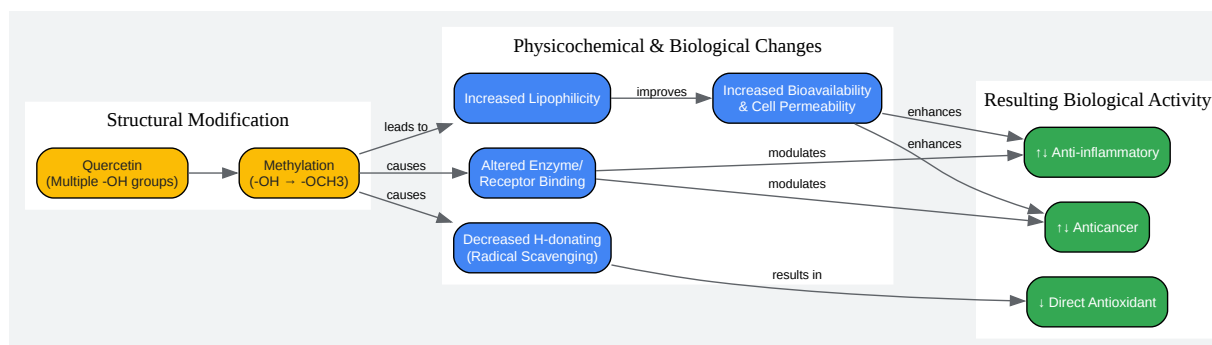 Structural Modification
Quercetin
(Multiple -OH groups)
Methylation
(-OH → -OCH3)
leads to
causes
causes
Physicochemical & Biological Changes
Increased Lipophilicity
improves
Increased Bioavailability
& Cell Permeability
Altered Enzyme/
Receptor Binding
Decreased H-donating
(Radical Scavenging)
enhances
enhances
modulates
modulates
results in
Resulting Biological Activity
↑↓ Anti-inflammatory
↑↓ Anticancer
↓ Direct Antioxidant